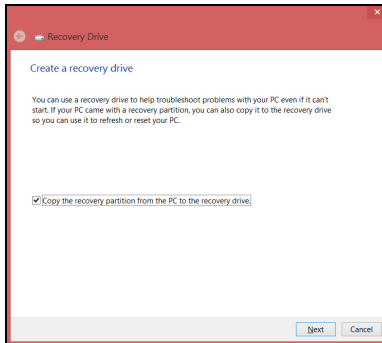 Recovery Drive
Create a recovery drive
You can use a recovery drive to help troubleshoot problems with your PC even if it can't
start. If your PC came with a recovery partition, you can also copy it to the recovery drive
so you can use it to refresh or reset your PC.
Copy the recovery partition from the PC to the recovery drive.
Next Cancel